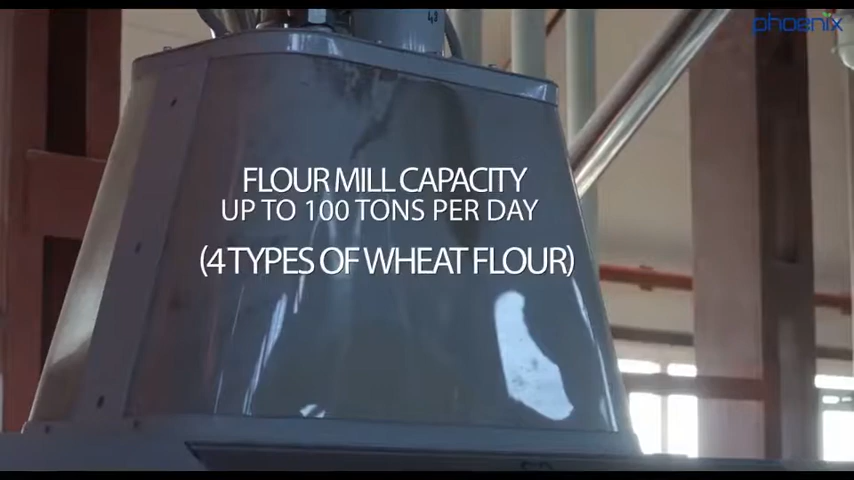 phoenix
FLOUR MILL CAPACITY
UP TO 100 TONS PER DAY
(4 TYPES OF WHEAT FLOUR)